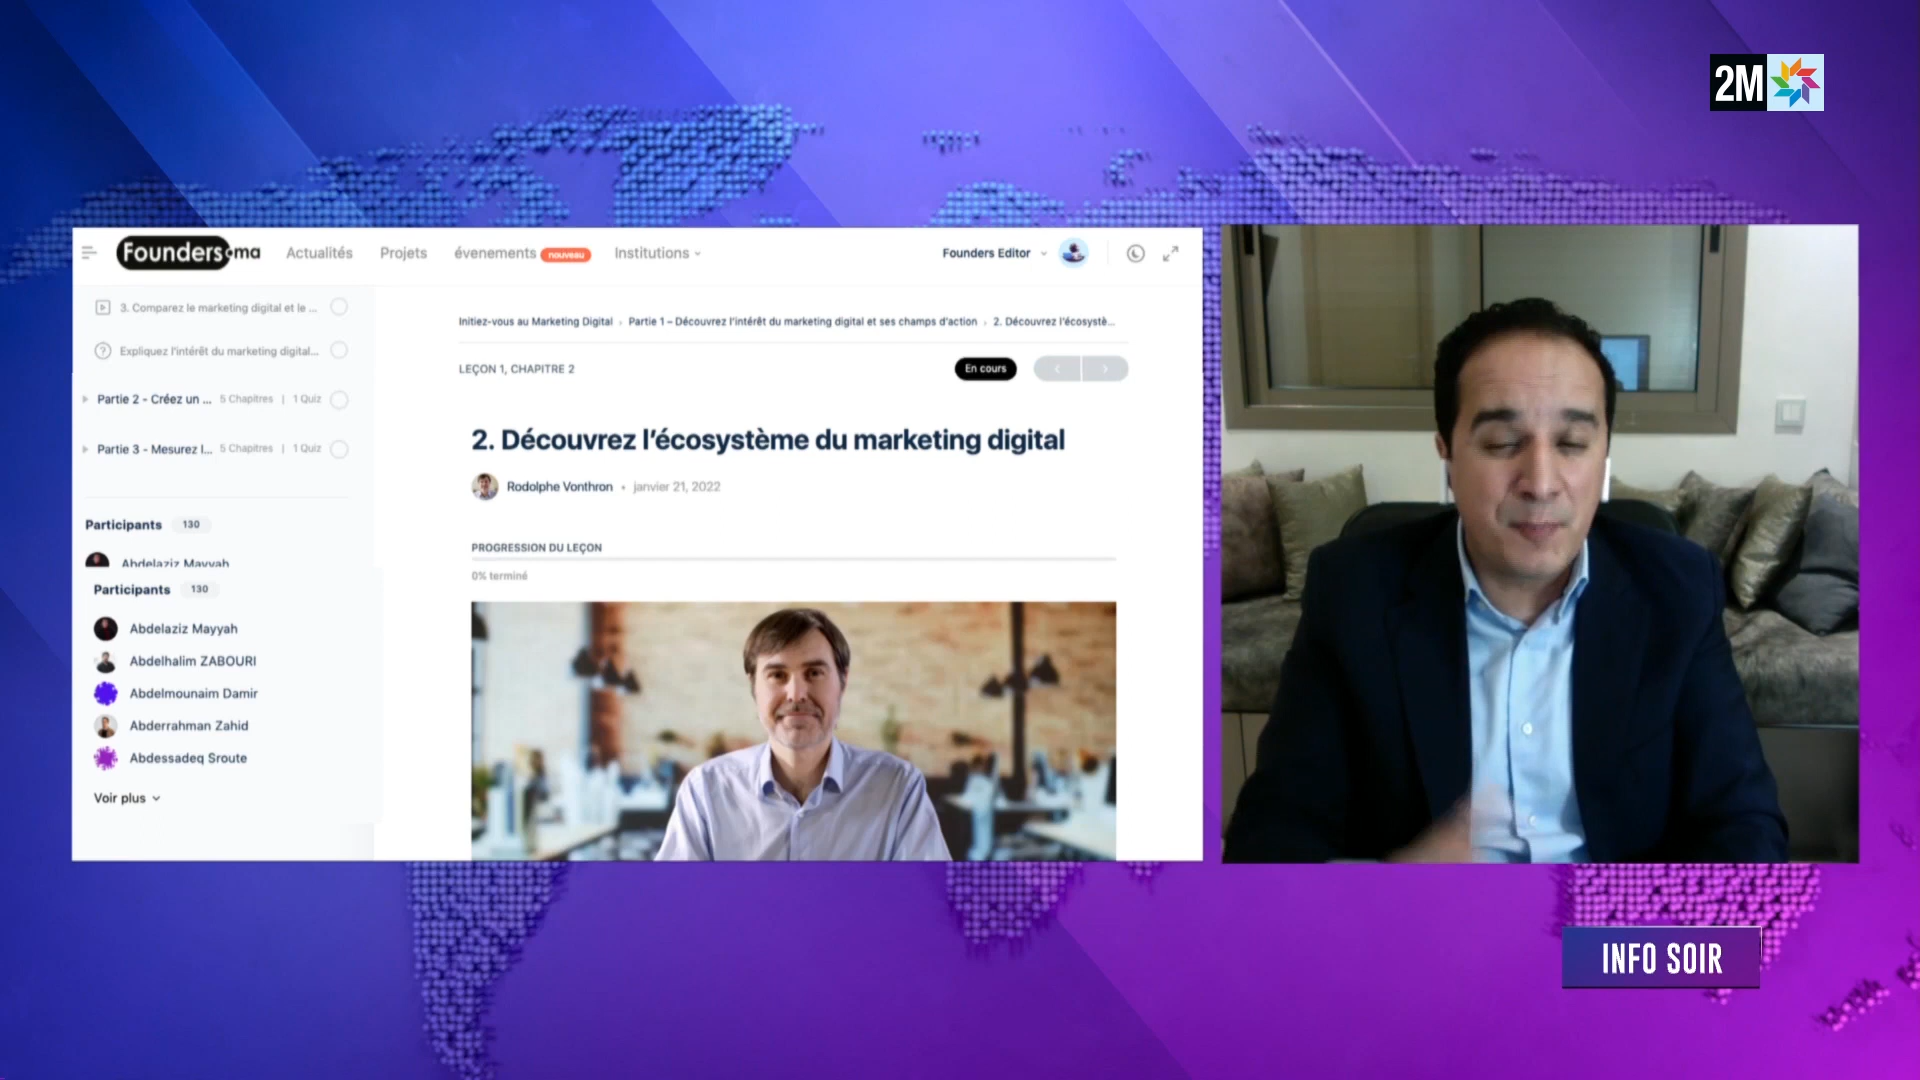 2M
Founders.ma
Actualités
Projets
évenements nouveau
Institutions
Founders Editor
3. Comparez le marketing digital et le ...
Expliquez l'intérêt du marketing digital...
Partie 2 - Créez un ... 5 Chapitres | 1 Quiz
Partie 3 - Mesurez l... 5 Chapitres | 1 Quiz
Participants 130
Abdelaziz Mayyah
Participants 130
Abdelaziz Mayyah
Abdelhalim ZABOURI
Abdelmounaim Damir
Abderrahman Zahid
Abdessadeq Sroute
Voir plus
Initiez-vous au Marketing Digital › Partie 1 – Découvrez l'intérêt du marketing digital et ses champs d'action › 2. Découvrez l'écosystè...
LEÇON 1, CHAPITRE 2
En cours
2. Découvrez l'écosystème du marketing digital
Rodolphe Vonthron • janvier 21, 2022
PROGRESSION DU LEÇON
0% terminé
INFO SOIR